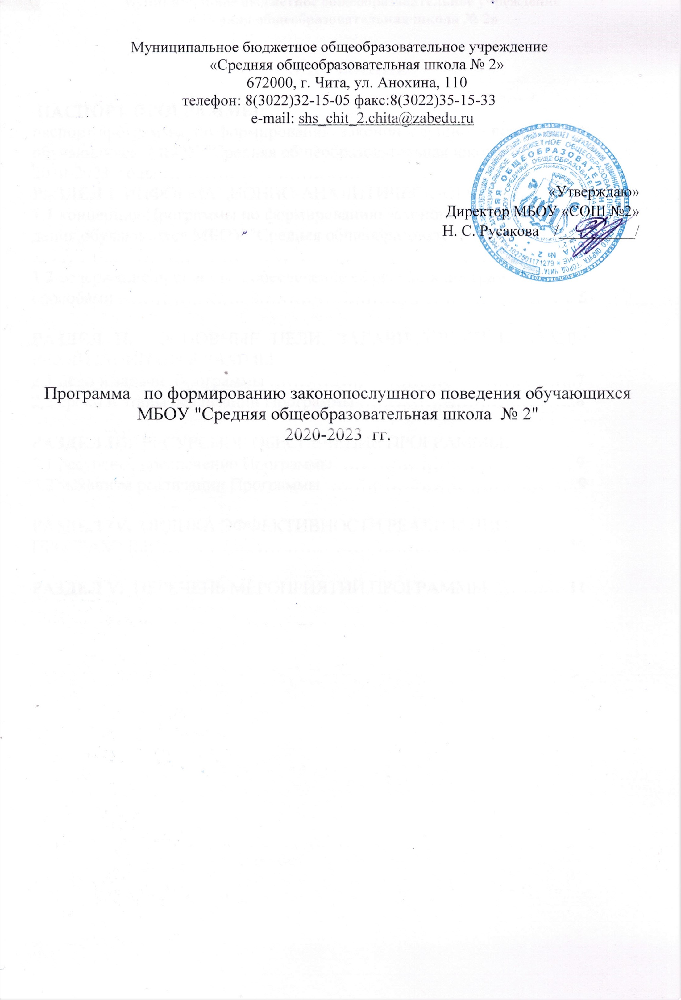 Муниципальное бюджетное общеобразовательное учреждение
«Средняя общеобразовательная школа № 2»
672000, г. Чита, ул. Анохина, 110
телефон: 8(3022)32-15-05 факс:8(3022)35-15-33
e-mail: shs_chit_2.chita@zabedu.ru
«Утверждаю»
Директор МБОУ «СОШ №2»
Н. С. Русакова /__________/
Программа по формированию законопослушного поведения обучающихся
МБОУ "Средняя общеобразовательная школа № 2"
2020-2023 гг.